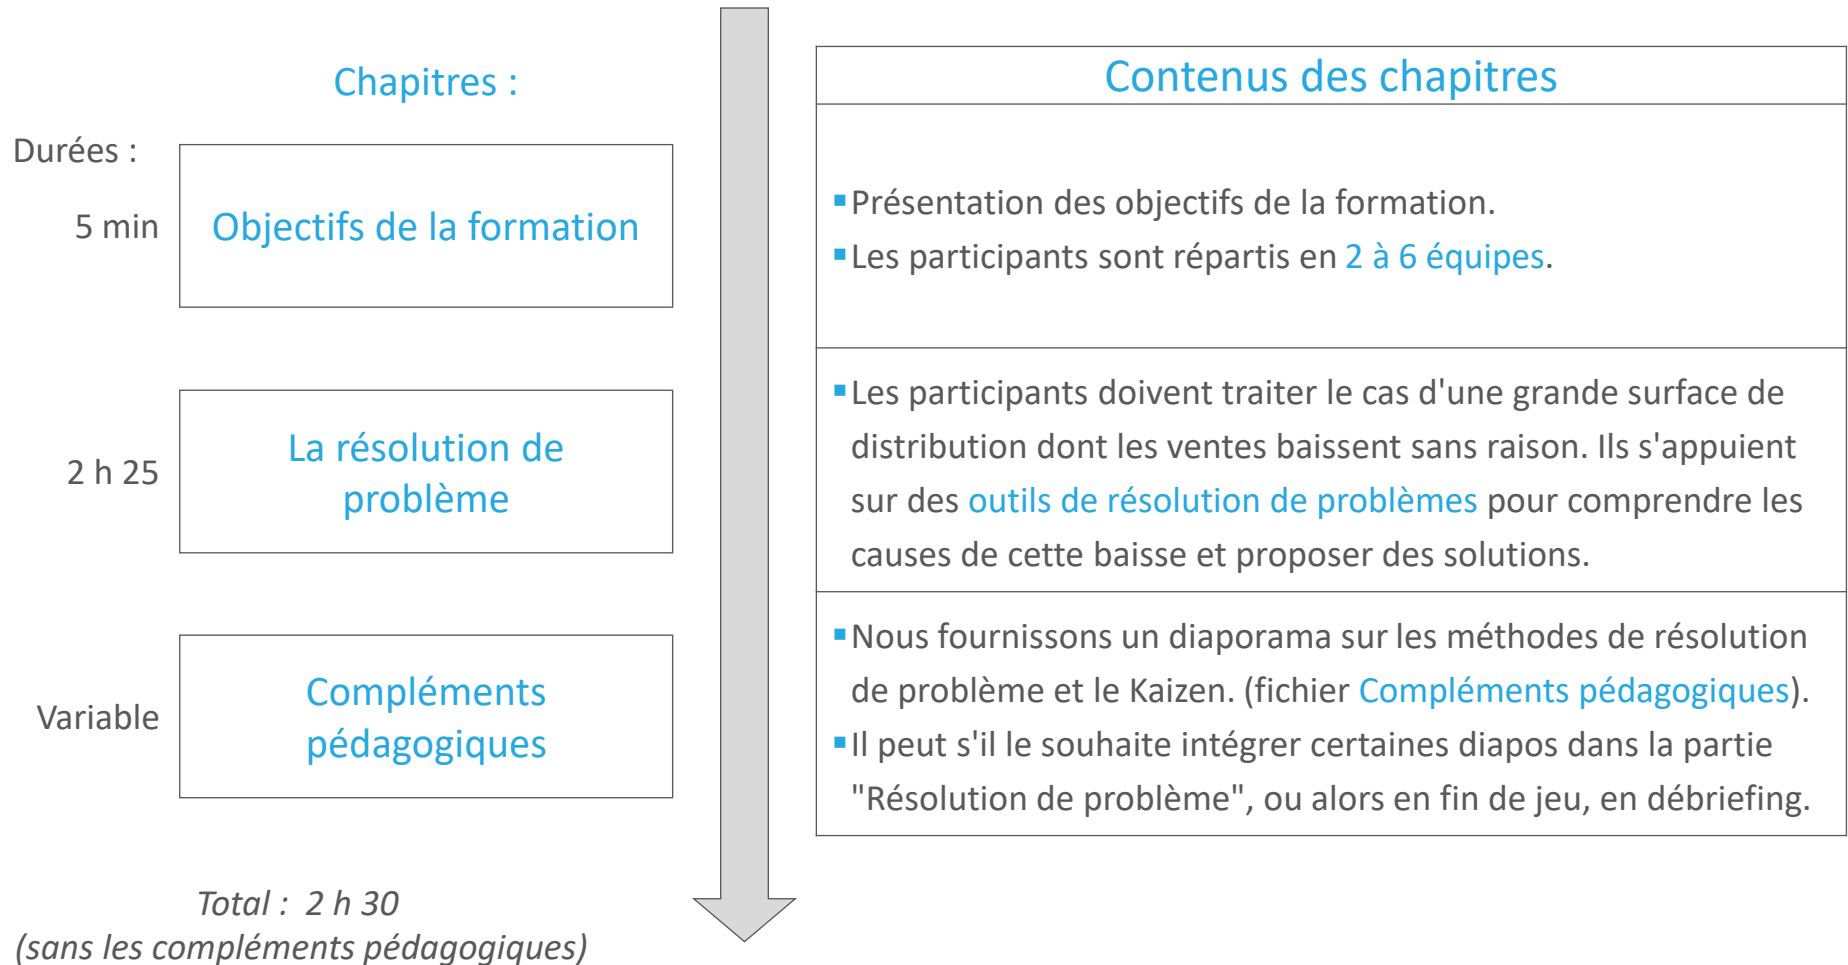 Chapitres :
Durées :
5 min
Objectifs de la formation
2 h 25
La résolution de
problème
Variable
Compléments
pédagogiques
Total :  2 h 30
(sans les compléments pédagogiques)
Contenus des chapitres
▪Présentation des objectifs de la formation.
▪Les participants sont répartis en 2 à 6 équipes.
▪Les participants doivent traiter le cas d'une grande surface de
distribution dont les ventes baissent sans raison. Ils s'appuient
sur des outils de résolution de problèmes pour comprendre les
causes de cette baisse et proposer des solutions.
▪Nous fournissons un diaporama sur les méthodes de résolution
de problème et le Kaizen. (fichier Compléments pédagogiques).
▪Il peut s'il le souhaite intégrer certaines diapos dans la partie
"Résolution de problème", ou alors en fin de jeu, en débriefing.